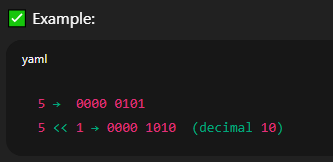 ✅ Example:
yaml
5 → 0000 0101
5 << 1 → 0000 1010 (decimal 10)